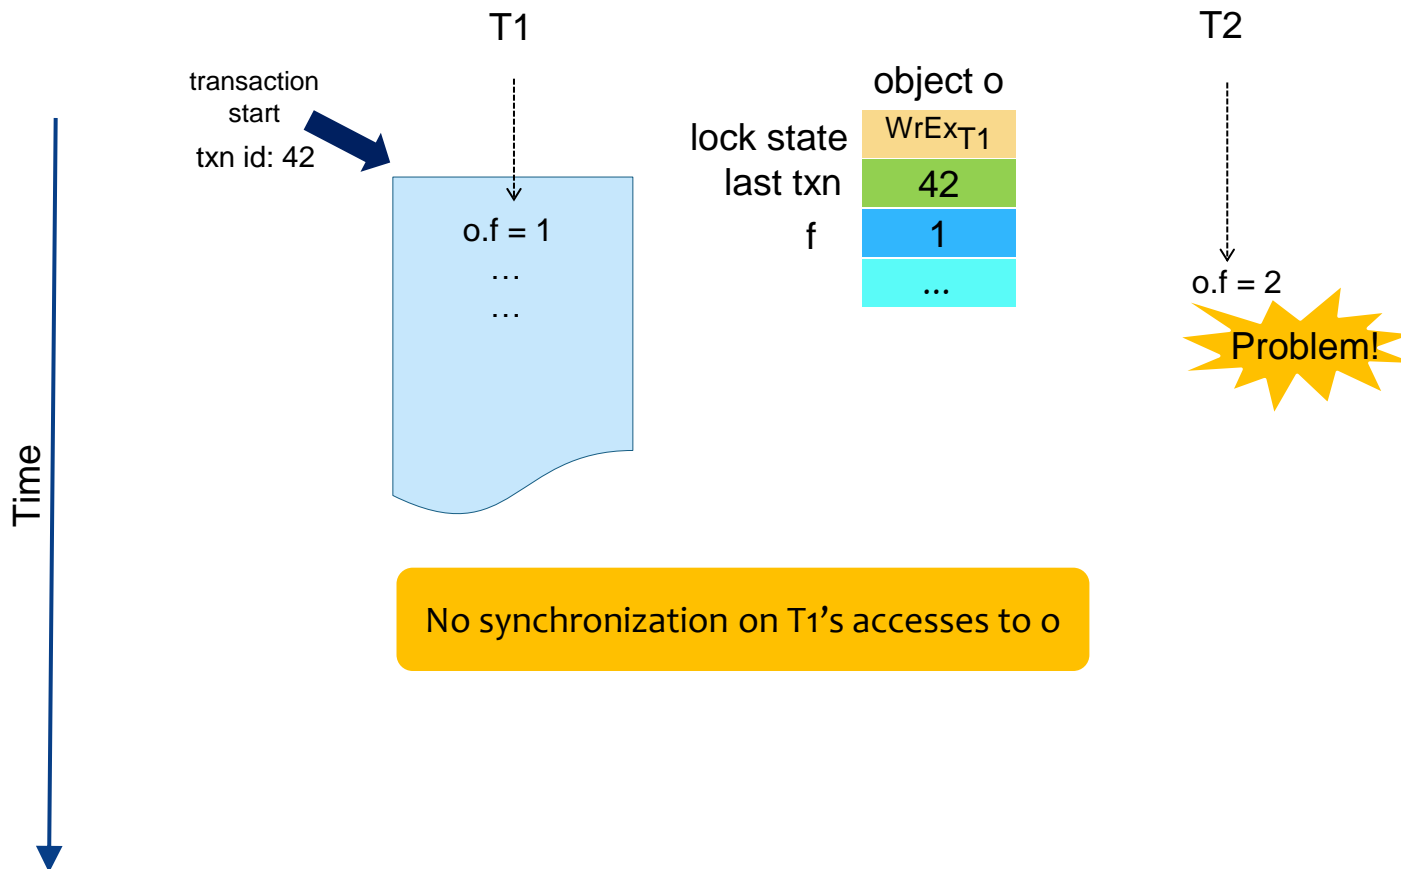 T1
T2
transaction
start
txn id: 42
object o
lock state
WrExT1
last txn
42
f
1
...
o.f = 1
...
...
o.f = 2
Problem!
Time
No synchronization on T1’s accesses to o